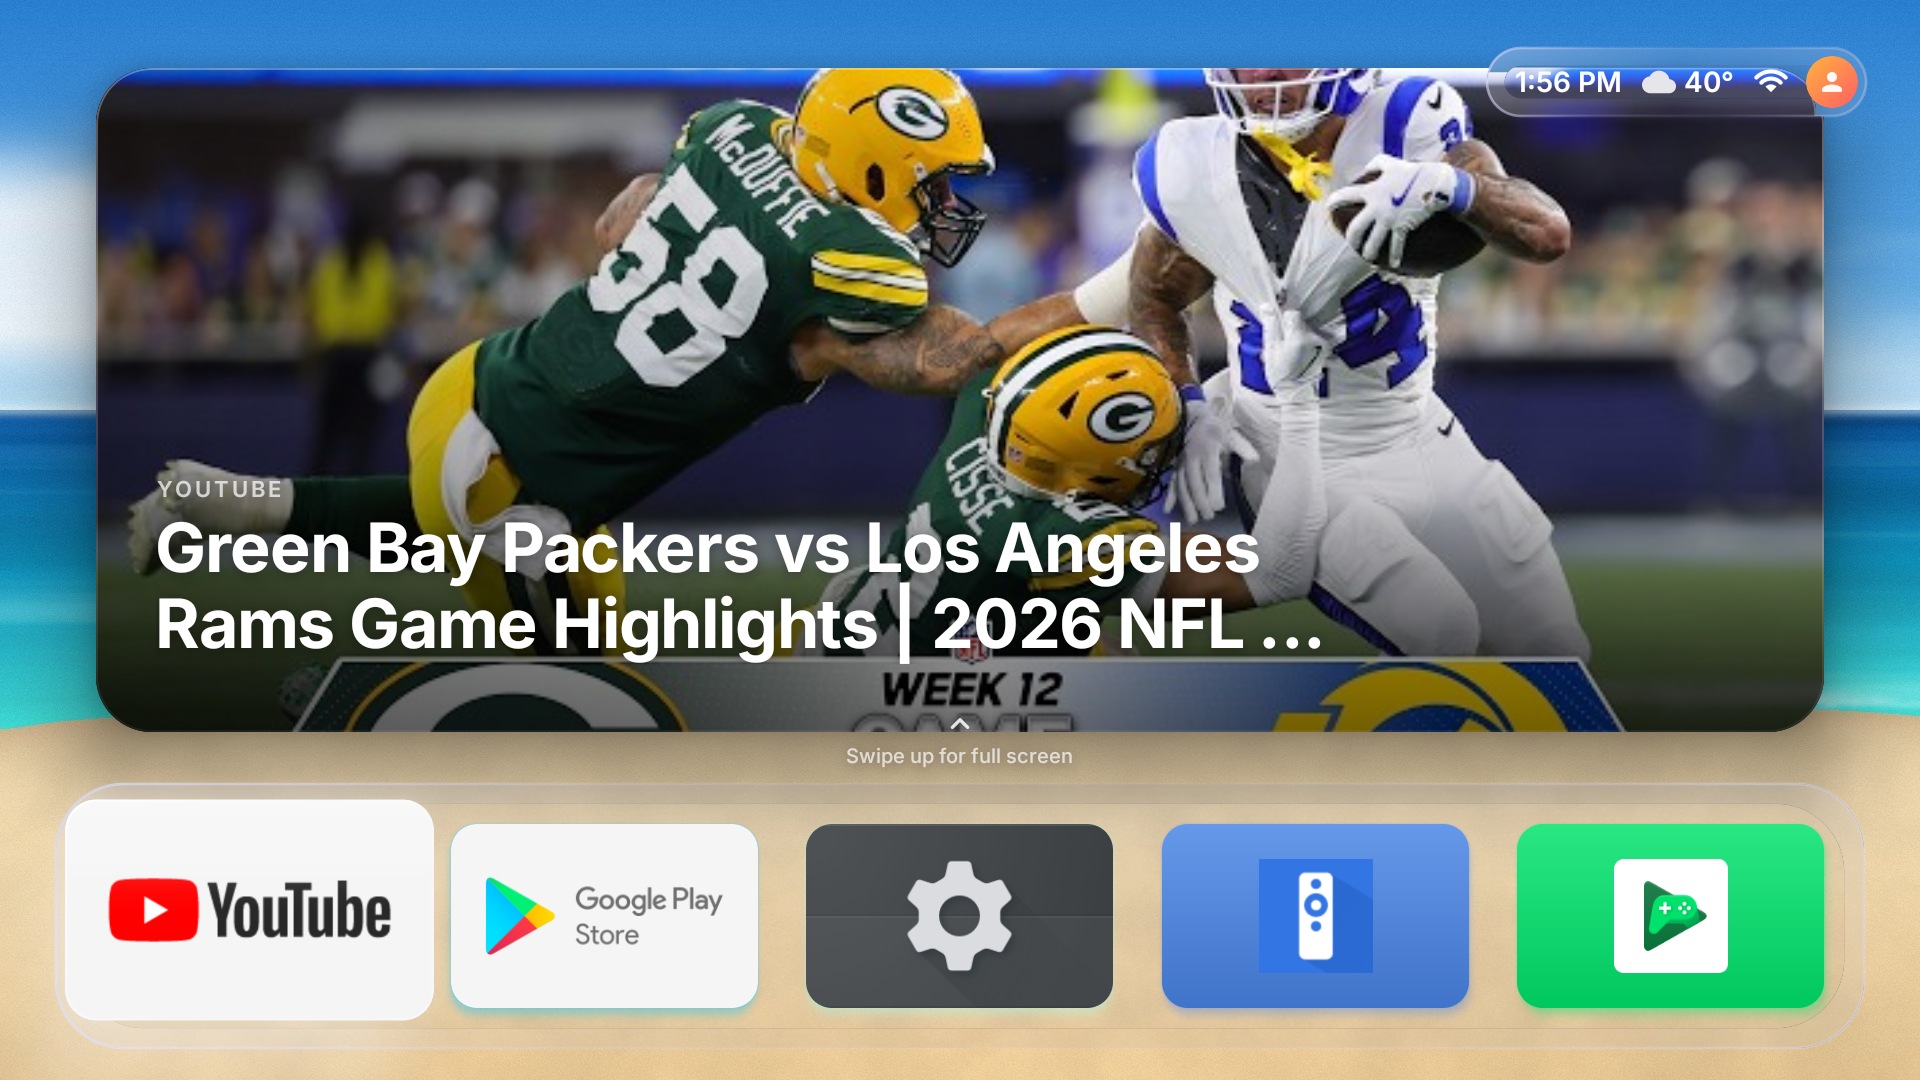 1:56 PM 40°
McDUFFIE
58
CISSE
YOUTUBE
Green Bay Packers vs Los Angeles
Rams Game Highlights | 2026 NFL ...
WEEK 12
GAME
Swipe up for full screen
YouTube
Google Play
Store